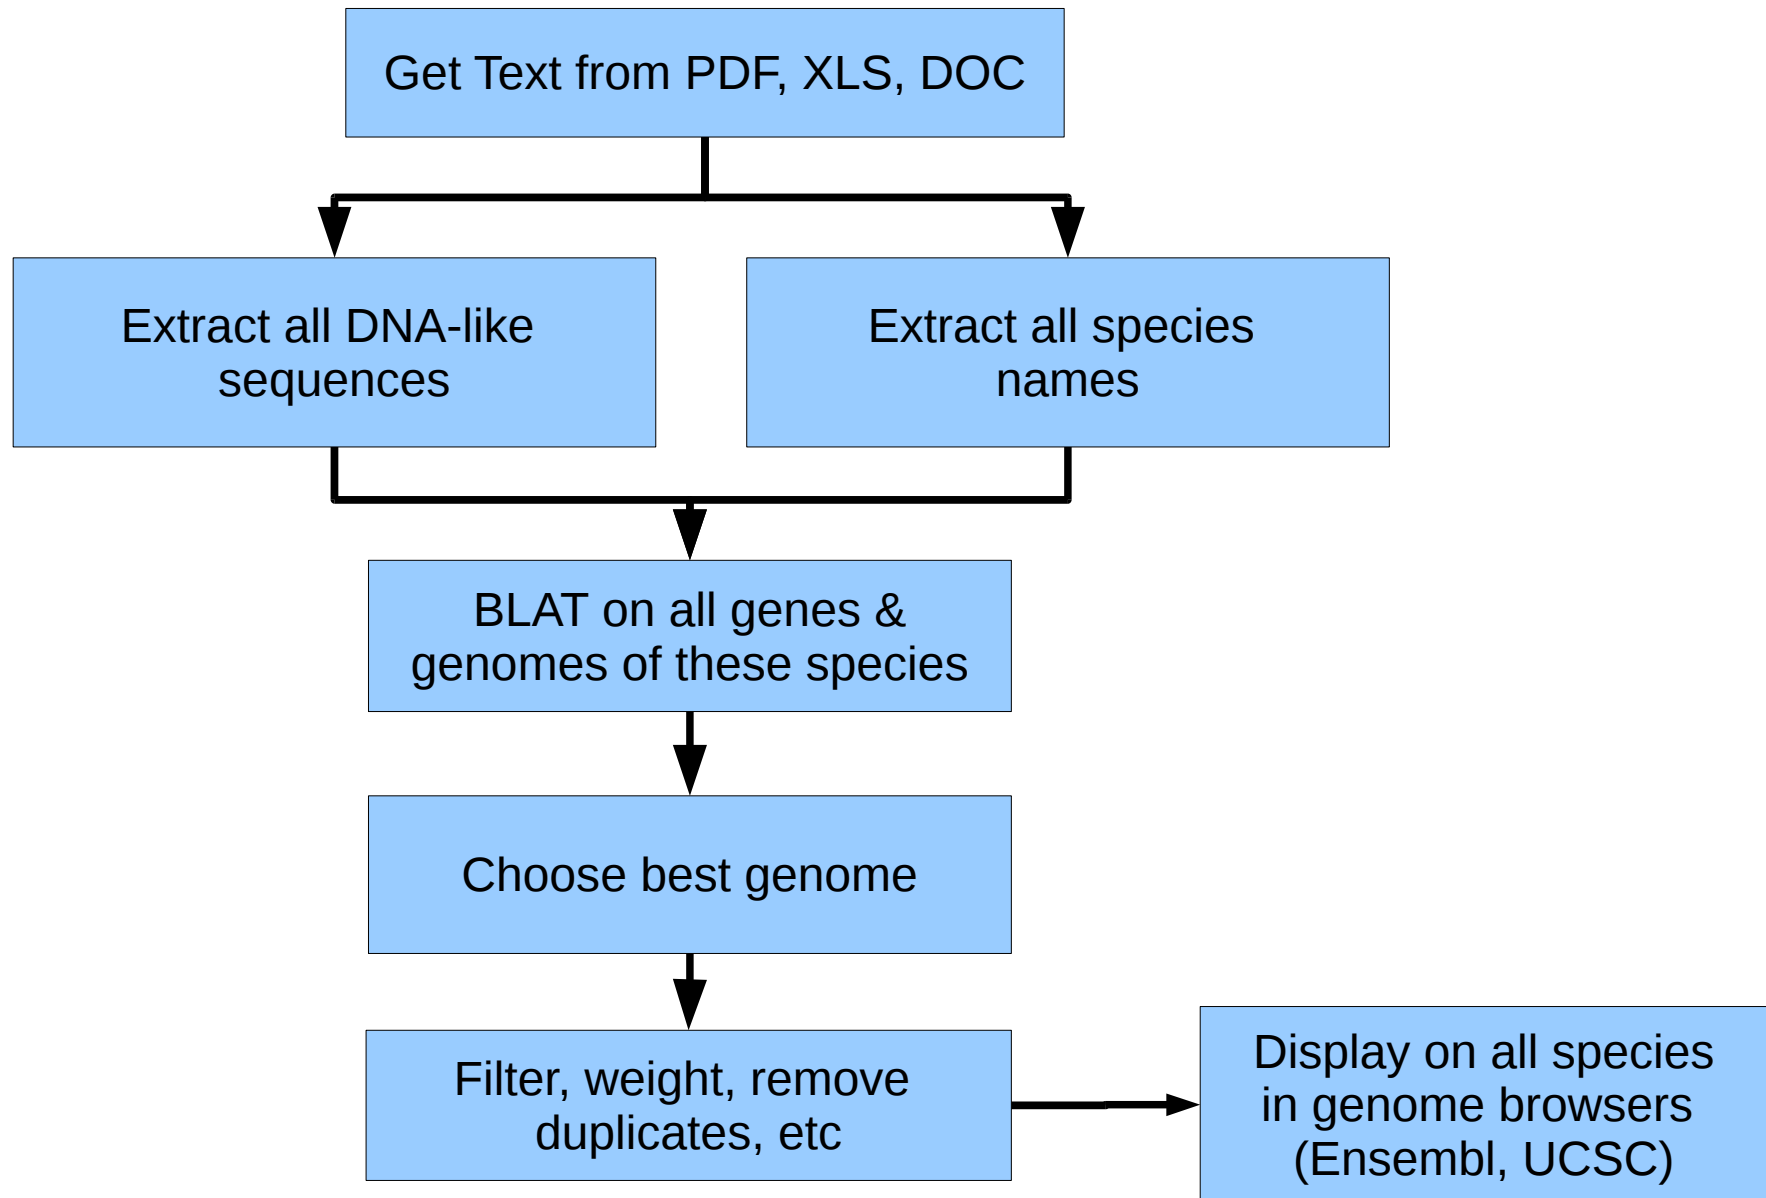 Get Text from PDF, XLS, DOC
Extract all DNA-like
sequences
Extract all species
names
BLAT on all genes &
genomes of these species
Choose best genome
Filter, weight, remove
duplicates, etc
Display on all species
in genome browsers
(Ensembl, UCSC)